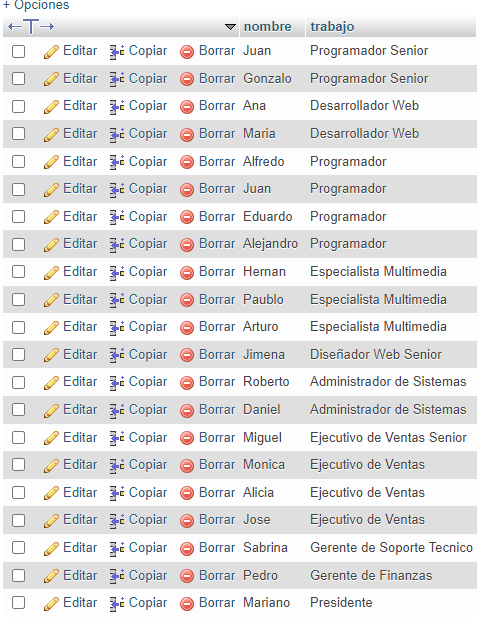 + Opciones
nombre trabajo
Editar Copiar Borrar Juan Programador Senior
Editar Copiar Borrar Gonzalo Programador Senior
Editar Copiar Borrar Ana Desarrollador Web
Editar Copiar Borrar Maria Desarrollador Web
Editar Copiar Borrar Alfredo Programador
Editar Copiar Borrar Juan Programador
Editar Copiar Borrar Eduardo Programador
Editar Copiar Borrar Alejandro Programador
Editar Copiar Borrar Hernan Especialista Multimedia
Editar Copiar Borrar Paublo Especialista Multimedia
Editar Copiar Borrar Arturo Especialista Multimedia
Editar Copiar Borrar Jimena Diseñador Web Senior
Editar Copiar Borrar Roberto Administrador de Sistemas
Editar Copiar Borrar Daniel Administrador de Sistemas
Editar Copiar Borrar Miguel Ejecutivo de Ventas Senior
Editar Copiar Borrar Monica Ejecutivo de Ventas
Editar Copiar Borrar Alicia Ejecutivo de Ventas
Editar Copiar Borrar Jose Ejecutivo de Ventas
Editar Copiar Borrar Sabrina Gerente de Soporte Tecnico
Editar Copiar Borrar Pedro Gerente de Finanzas
Editar Copiar Borrar Mariano Presidente